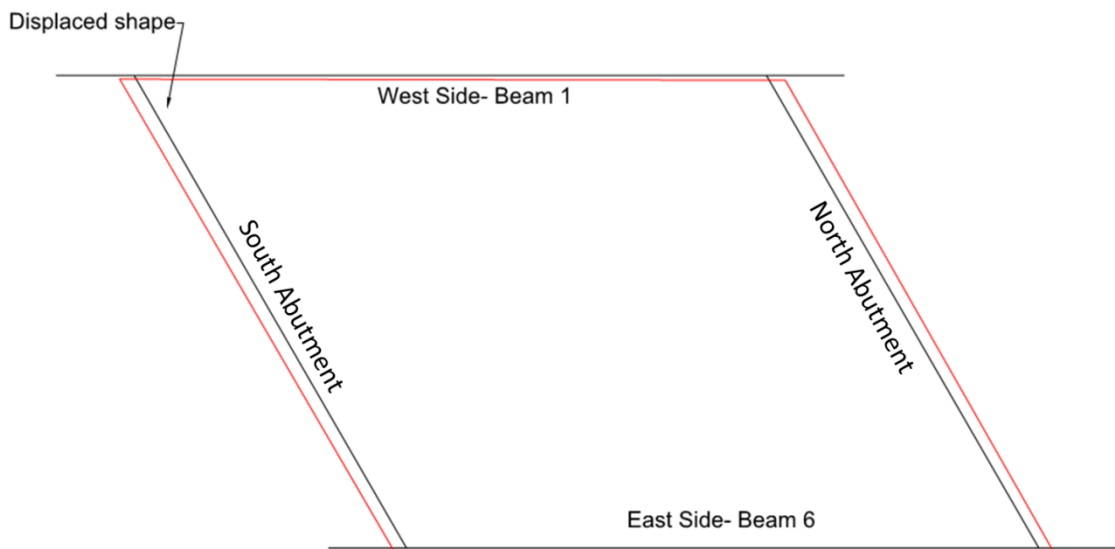 Displaced shape
West Side- Beam 1
South Abutment
North Abutment
East Side- Beam 6